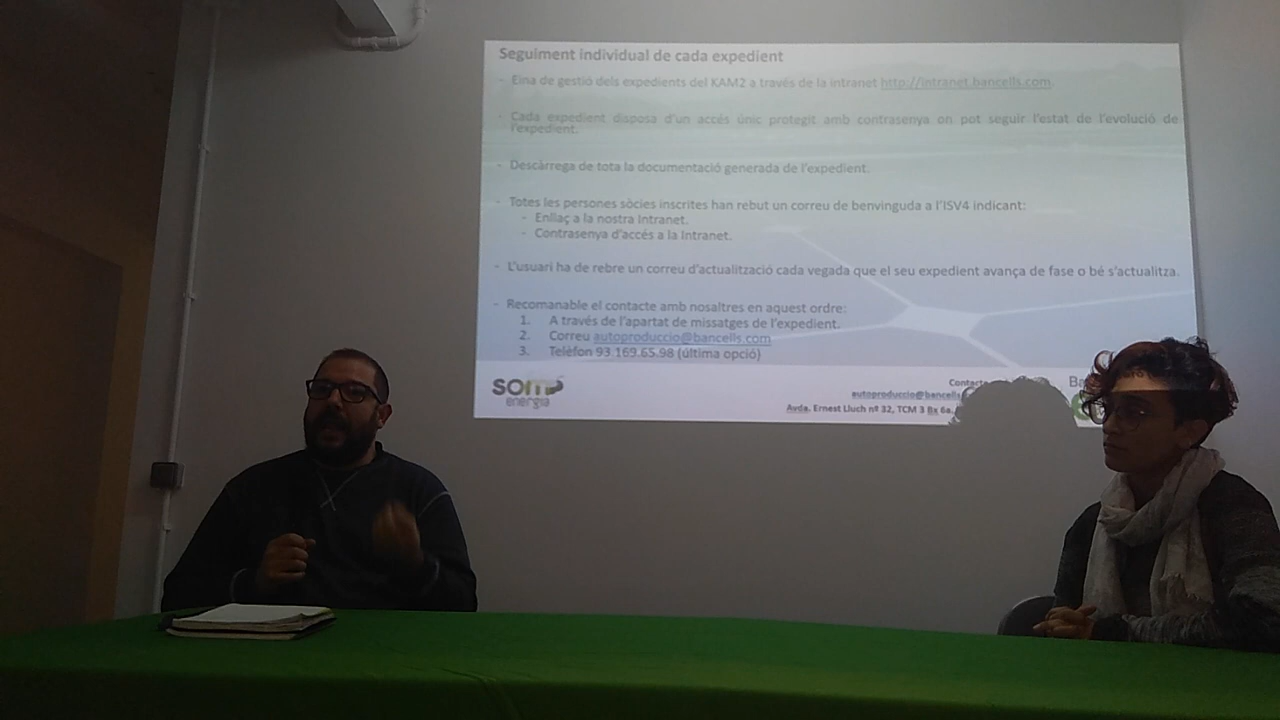 Seguiment individual de cada expedient
- Eina de gestió dels expedients del KAM2 a través de la intranet http://intranet.bancells.com.
- Cada expedient disposa d'un accés únic protegit amb contrasenya on pot seguir l'estat de l'evolució de
l'expedient.
- Descàrrega de tota la documentació generada de l'expedient.
- Totes les persones sòcies inscrites han rebut un correu de benvinguda a l'ISV4 indicant:
- Enllaç a la nostra Intranet.
- Contrasenya d'accés a la Intranet.
- L'usuari ha de rebre un correu d'actualització cada vegada que el seu expedient avança de fase o bé s'actualitza.
- Recomanable el contacte amb nosaltres en aquest ordre:
1. A través de l'apartat de missatges de l'expedient.
2. Correu autoproduccio@bancells.com
3. Telèfon 93.169.65.98 (última opció)
som
energia
Contacte
autoproduccio@bancells
Avda. Ernest Lluch nº 32, TCM 3 Bx 6a.
Ba